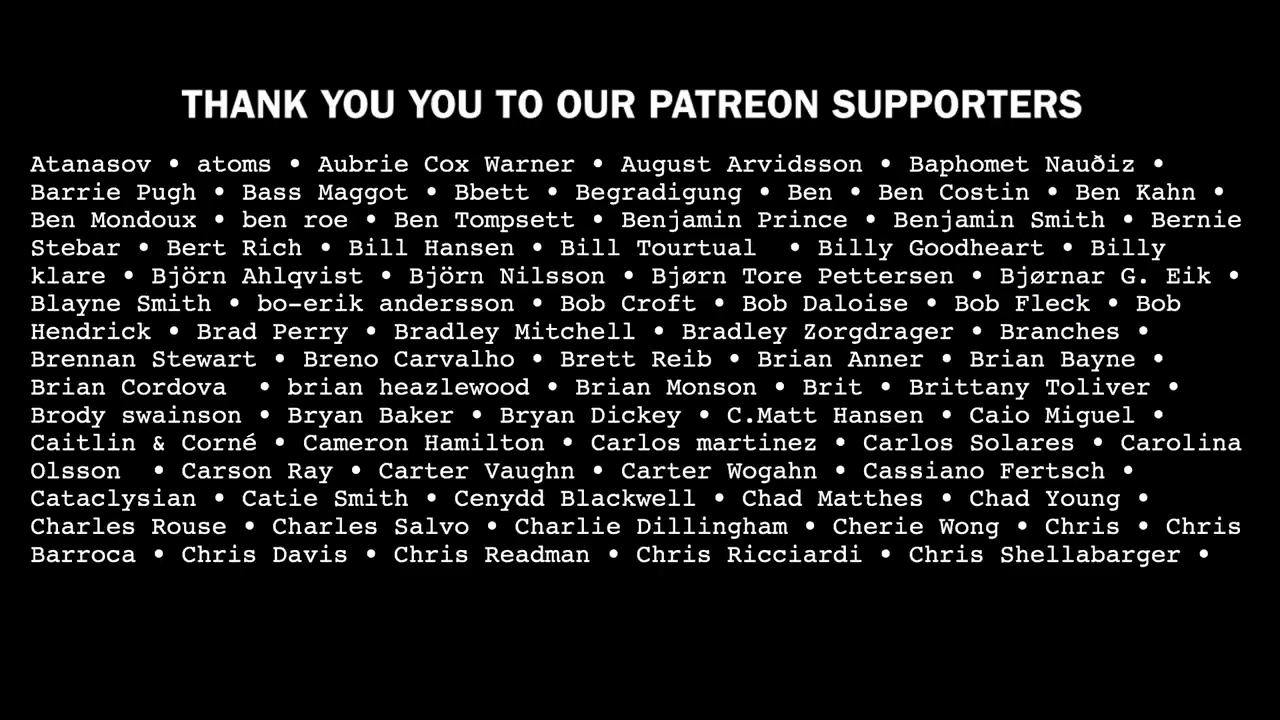 THANK YOU YOU TO OUR PATREON SUPPORTERS
Atanasov • atoms • Aubrie Cox Warner • August Arvidsson • Baphomet Nauðiz •
Barrie Pugh • Bass Maggot • Bbett • Begradigung • Ben • Ben Costin • Ben Kahn •
Ben Mondoux • ben roe • Ben Tompsett • Benjamin Prince • Benjamin Smith • Bernie
Stebar • Bert Rich • Bill Hansen • Bill Tourtual • Billy Goodheart • Billy
klare • Björn Ahlqvist • Björn Nilsson • Bjørn Tore Pettersen • Bjørnar G. Eik •
Blayne Smith • bo-erik andersson • Bob Croft • Bob Daloise • Bob Fleck • Bob
Hendrick • Brad Perry • Bradley Mitchell • Bradley Zorgdrager • Branches •
Brennan Stewart • Breno Carvalho • Brett Reib • Brian Anner • Brian Bayne •
Brian Cordova • brian heazlewood • Brian Monson • Brit • Brittany Toliver •
Brody swainson • Bryan Baker • Bryan Dickey • C.Matt Hansen • Caio Miguel •
Caitlin & Corné • Cameron Hamilton • Carlos martinez • Carlos Solares • Carolina
Olsson • Carson Ray • Carter Vaughn • Carter Wogahn • Cassiano Fertsch •
Cataclysian • Catie Smith • Cenydd Blackwell • Chad Matthes • Chad Young •
Charles Rouse • Charles Salvo • Charlie Dillingham • Cherie Wong • Chris • Chris
Barroca • Chris Davis • Chris Readman • Chris Ricciardi • Chris Shellabarger •